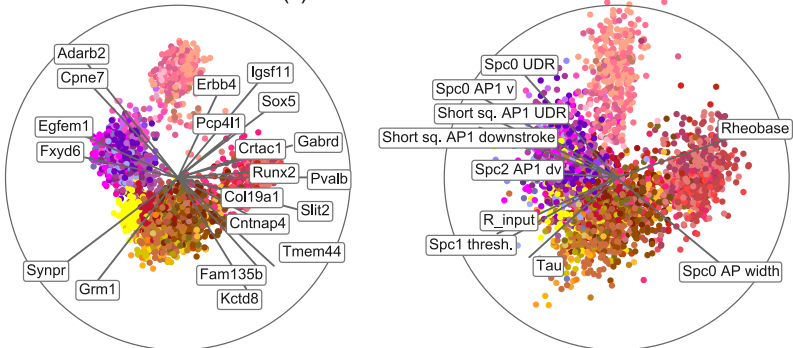 Adarb2
Cpne7
Egfem1
Fxyd6
Erbb4
Igsf11
Sox5
Pcp4l1
Crtac1
Gabrd
Runx2
Pvalb
Col19a1
Slit2
Cntnap4
Tmem44
Synpr
Grm1
Fam135b
Kctd8
Spc0 UDR
Spc0 AP1 v
Short sq. AP1 UDR
Short sq. AP1 downstroke
Rheobase
Spc2 AP1 dv
R_input
Spc1 thresh.
Tau
Spc0 AP width